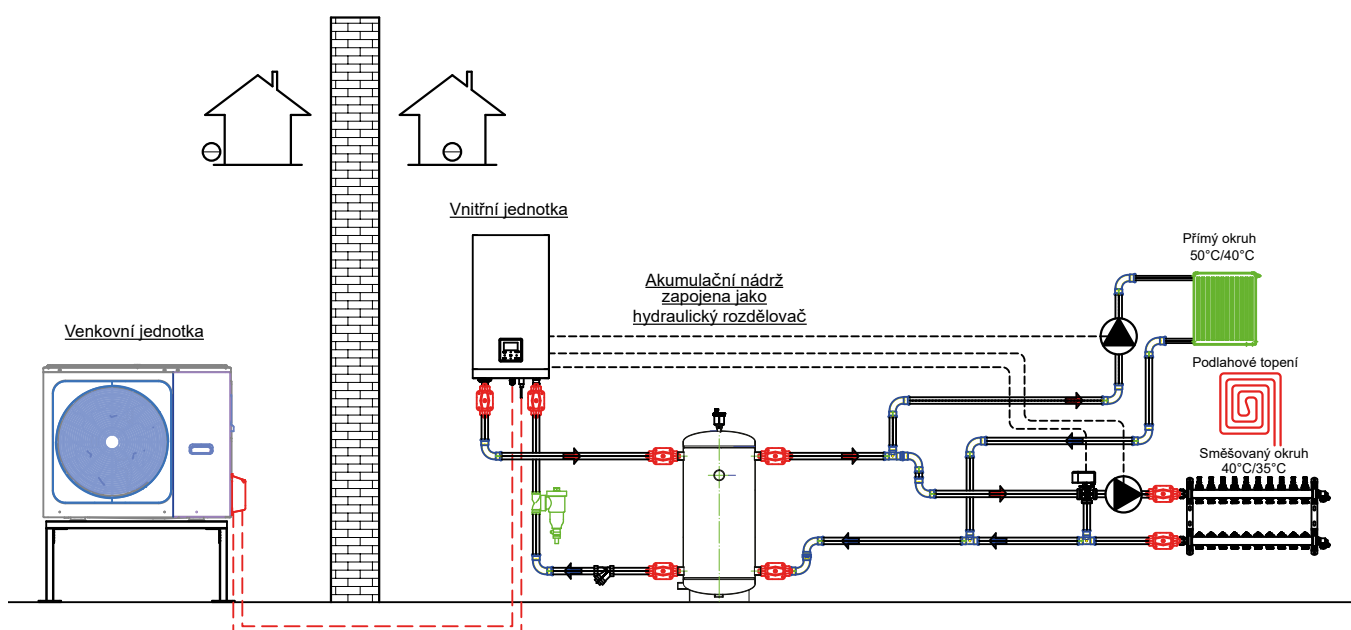 Vnitřní jednotka
Přímý okruh
50°C/40°C
Akumulační nádrž
zapojena jako
hydraulický rozdělovač
Venkovní jednotka
Podlahové topení
Směšovaný okruh
40°C/35°C